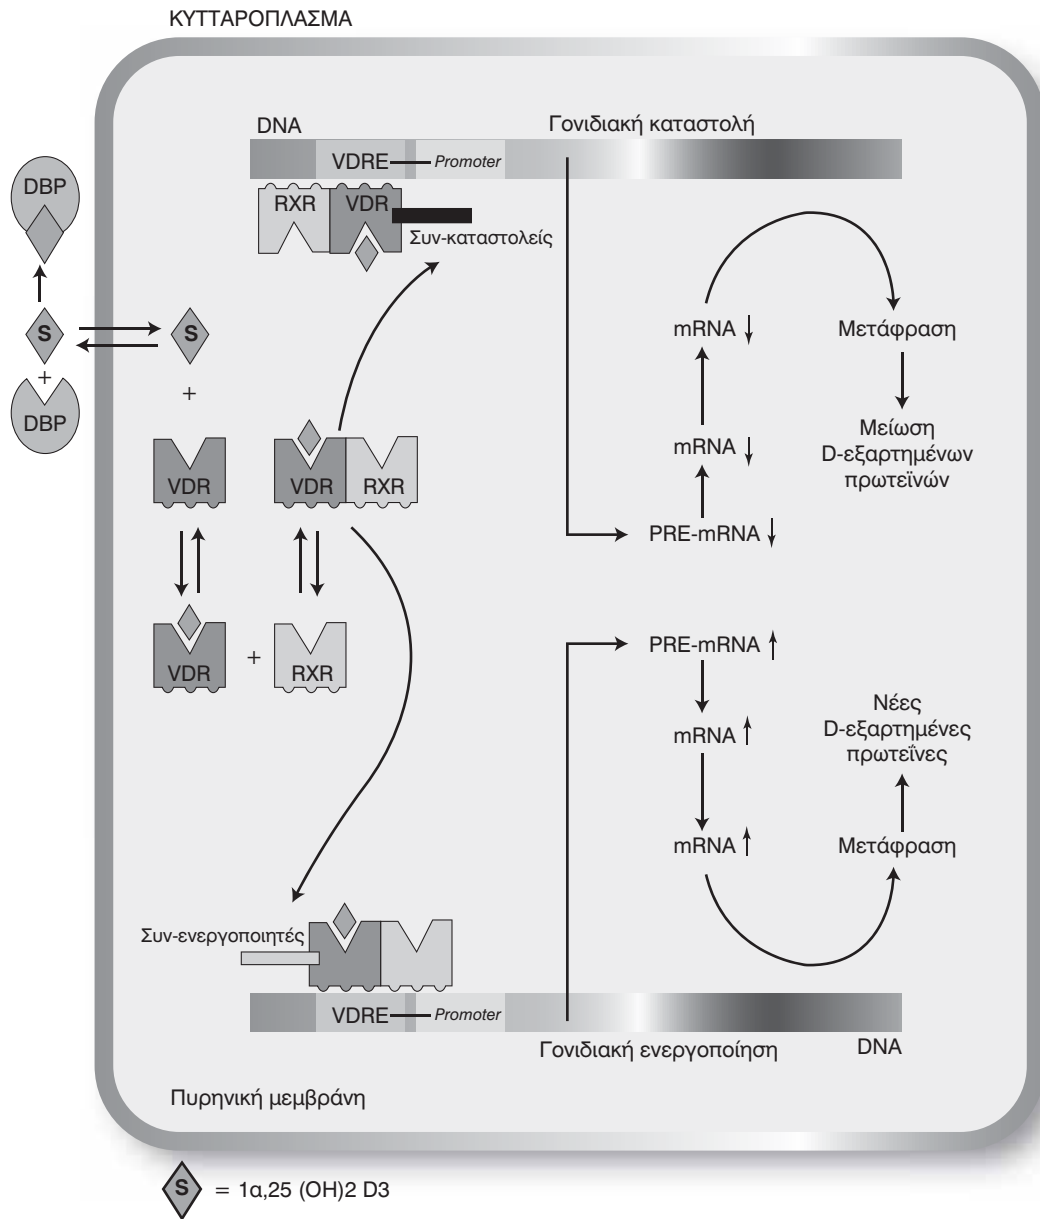 ΚΥΤΤΑΡΟΠΛΑΣΜΑ
DNA
Γονιδιακή καταστολή
VDRE
Promoter
DBP
RXR
VDR
Συν-καταστολείς
S
S
+
DBP
+
mRNA ↓
Μετάφραση
VDR
VDR
RXR
mRNA ↓
Μείωση
D-εξαρτημένων
πρωτεϊνών
PRE-mRNA ↓
VDR
+
RXR
PRE-mRNA ↑
mRNA ↑
Νέες
D-εξαρτημένες
πρωτεΐνες
mRNA ↑
Μετάφραση
Συν-ενεργοποιητές
VDRE
Promoter
Γονιδιακή ενεργοποίηση
DNA
Πυρηνική μεμβράνη
S = 1α,25 (OH)2 D3